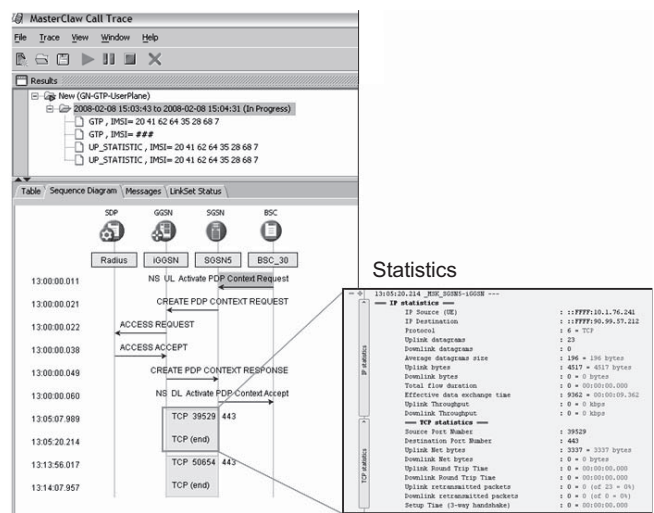 MasterClaw Call Trace
File Trace View Window Help
Results
New (GN-GTP-UserPlane)
2008-02-08 15:03:43 to 2008-02-08 15:04:31 (In Progress)
GTP , IMSI= 20 41 62 64 35 28 68 7
GTP , IMSI= ###
UP_STATISTIC , IMSI= 20 41 62 64 35 28 68 7
UP_STATISTIC , IMSI= 20 41 62 64 35 28 68 7
Table Sequence Diagram Messages LinkSet Status
SDP GGSN SGSN BSC
Radius iGGSN SGSN5 BSC_30
13:00:00.011 NS UL Activate PDP Context Request
13:00:00.021 CREATE PDP CONTEXT REQUEST
13:00:00.022 ACCESS REQUEST
13:00:00.038 ACCESS ACCEPT
13:00:00.049 CREATE PDP CONTEXT RESPONSE
13:00:00.060 NS DL Activate PDP Context Accept
13:05:07.989 TCP 39529 443
13:05:20.214 TCP (end)
13:13:56.017 TCP 50654 443
13:14:07.957 TCP (end)
Statistics
13:05:20.214 _MSK_SGSN5-iGGSN ---
IP statistics
IP Source (UE) : ::FFFF:10.1.76.241
IP Destination : ::FFFF:90.99.57.212
Protocol : 6 = TCP
Uplink datagrams : 23
Downlink datagrams : 0
Average datagrams size : 196 = 196 bytes
Uplink bytes : 4517 = 4517 bytes
Downlink bytes : 0 = 0 bytes
Total flow duration : 0 = 00:00:00.000
Effective data exchange time : 9362 = 00:00:09.362
Uplink Throughput : 0 = 0 kbps
Downlink Throughput : 0 = 0 kbps
IP statistics
TCP statistics
Source Port Number : 39529
Destination Port Number : 443
Uplink Net bytes : 3337 = 3337 bytes
Downlink Net bytes : 0 = 0 bytes
Uplink Round Trip Time : 0 = 00:00:00.000
Downlink Round Trip Time : 0 = 00:00:00.000
Uplink retransmitted packets : 0 = 0 (of 23 = 0%)
Downlink retransmitted packets : 0 = 0 (of 0 = 0%)
Setup Time (3-way handshake) : 0 = 00:00:00.000
TCP statistics